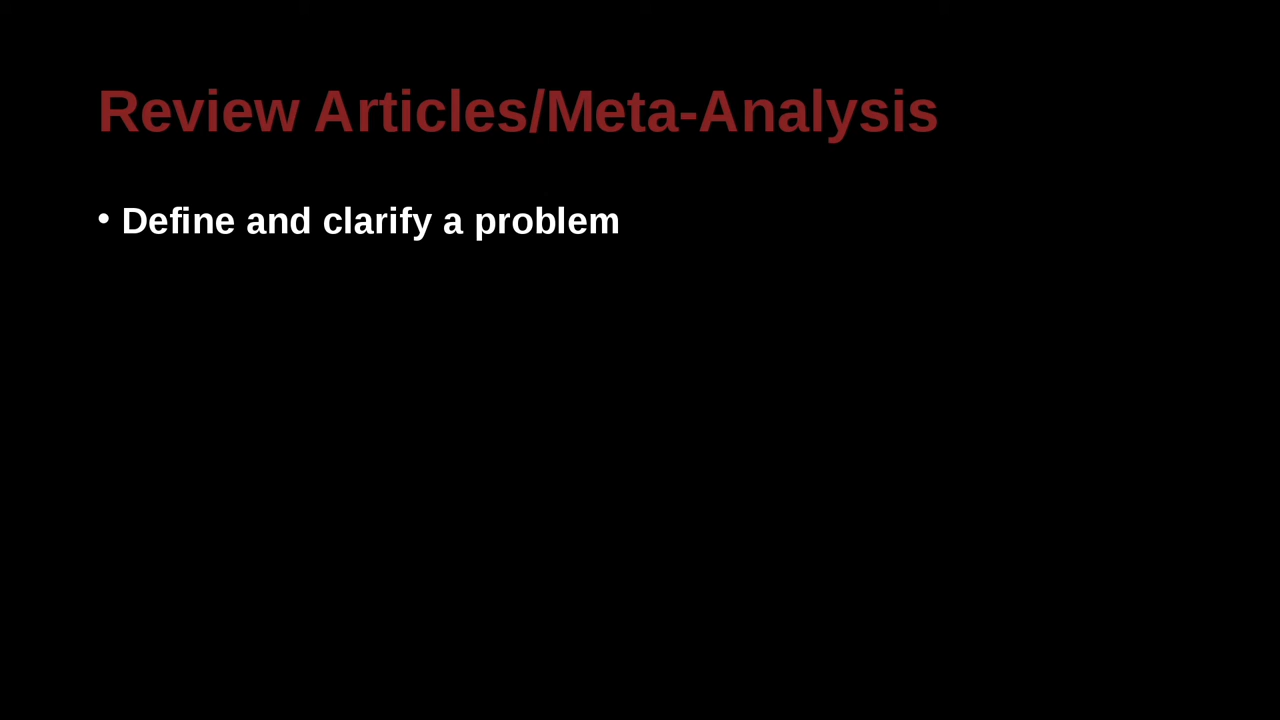 Review Articles/Meta-Analysis
• Define and clarify a problem